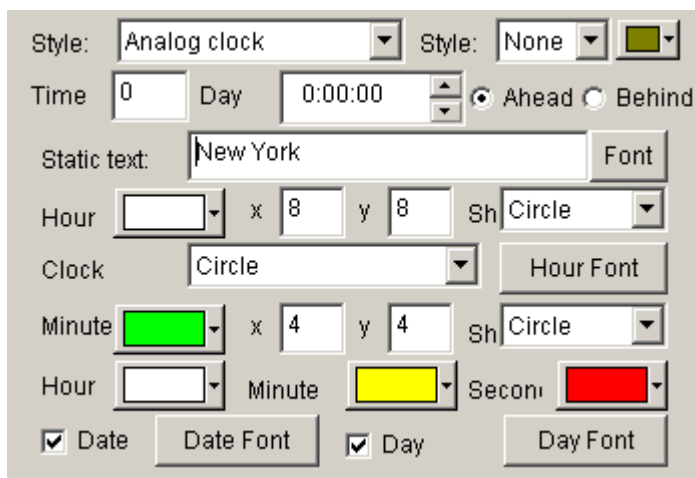 Style: Analog clock Style: None
Time 0 Day 0:00:00 Ahead Behind
Static text: New York Font
Hour x 8 y 8 Sh Circle
Clock Circle Hour Font
Minute x 4 y 4 Sh Circle
Hour Minute Secon
Date Date Font Day Day Font